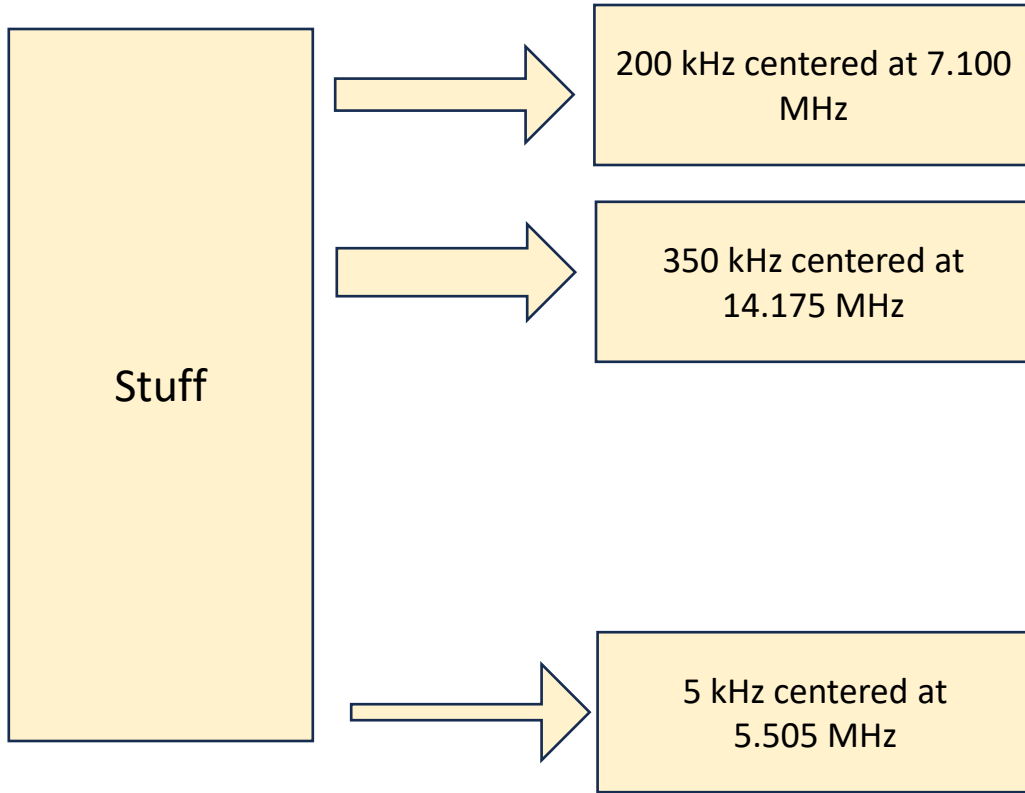 200 kHz centered at 7.100
MHz
350 kHz centered at
14.175 MHz
Stuff
5 kHz centered at
5.505 MHz